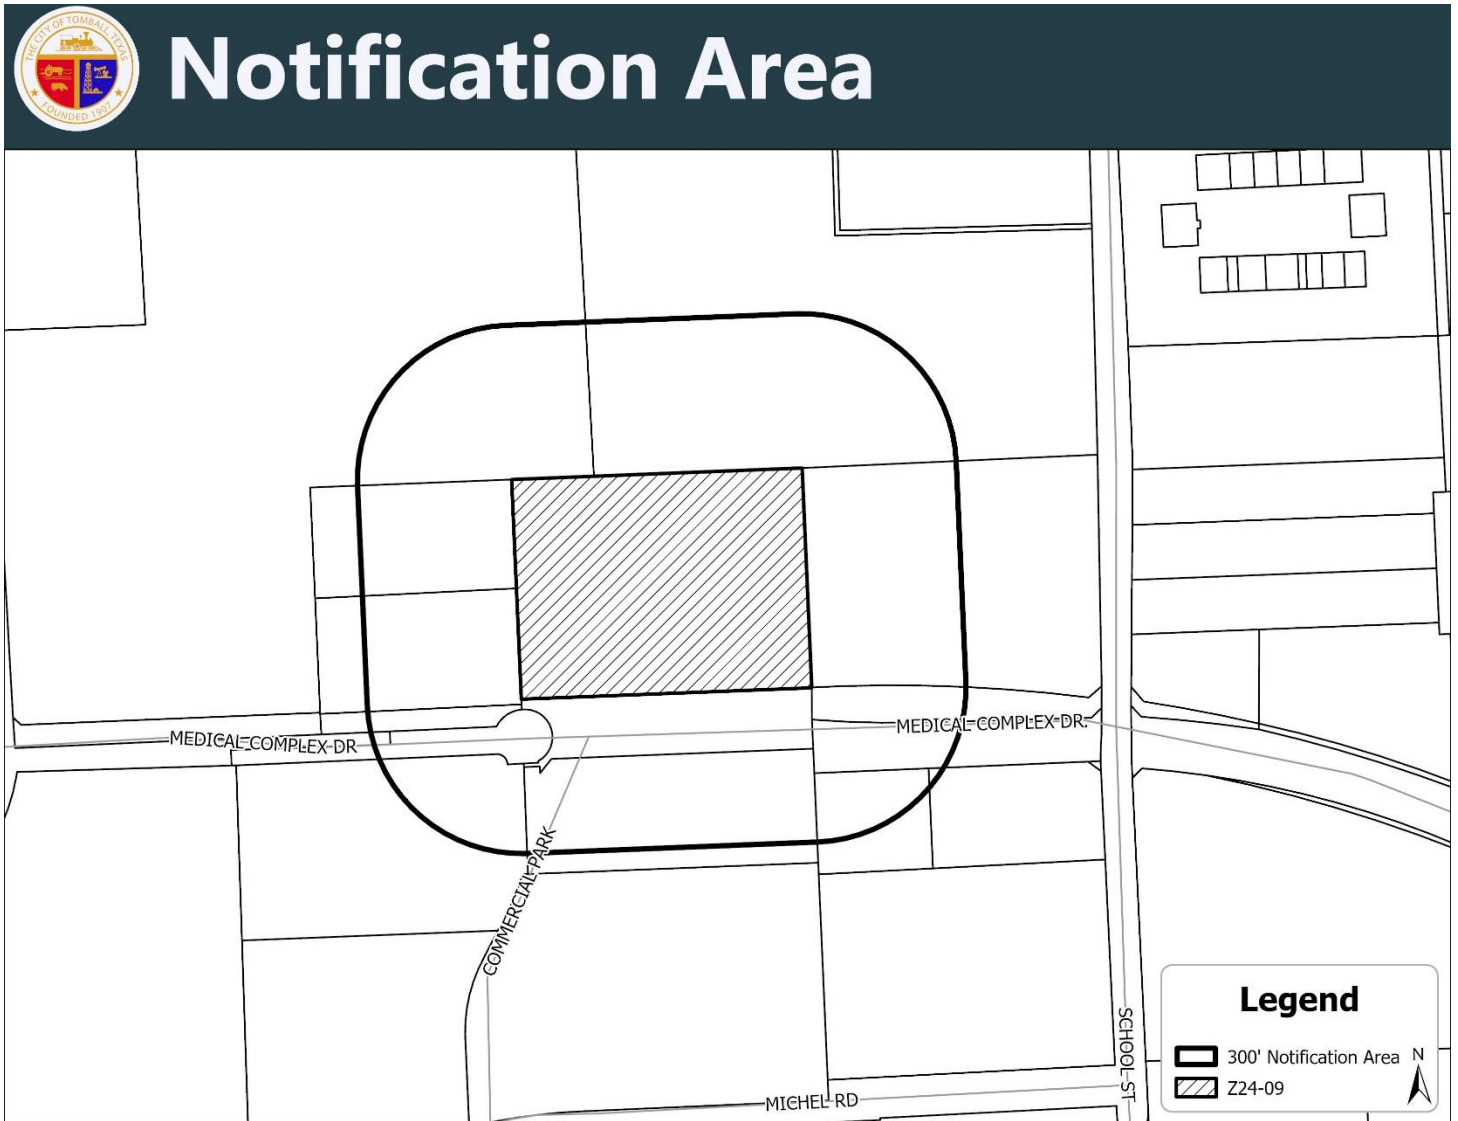 THE CITY OF TOMBALL, TEXAS
FOUNDED 1907
Notification Area
MEDICAL COMPLEX DR
MEDICAL COMPLEX DR.
COMMERCIAL PARK
SCHOOL ST
MICHEL RD
Legend
300' Notification Area
N
Z24-09